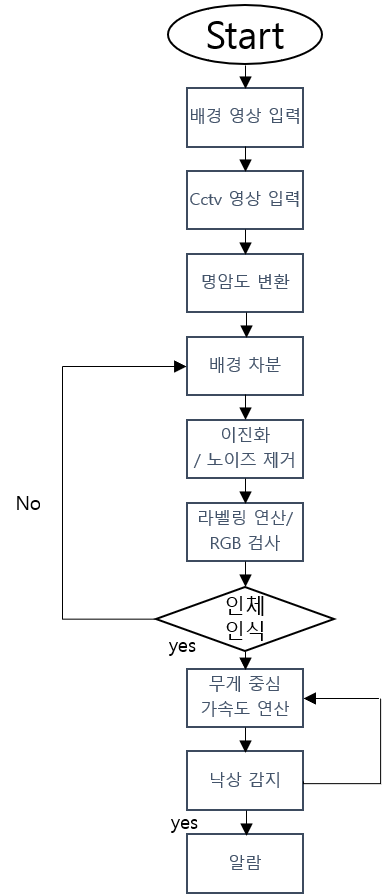 Start
배경 영상 입력
Cctv 영상 입력
명암도 변환
배경 차분
이진화
/ 노이즈 제거
No
라벨링 연산/
RGB 검사
인체
인식
yes
무게 중심
가속도 연산
낙상 감지
yes
알람